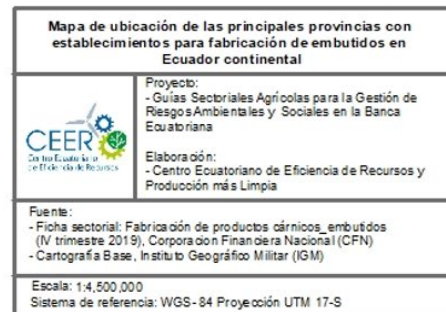 Mapa de ubicación de las principales provincias con
establecimientos para fabricación de embutidos en
Ecuador continental
CEER
Centro Ecuatoriano
de Eficiencia de Recursos
Proyecto:
- Guías Sectoriales Agrícolas para la Gestión de
Riesgos Ambientales y Sociales en la Banca
Ecuatoriana
Elaboración:
- Centro Ecuatoriano de Eficiencia de Recursos y
Producción más Limpia
Fuente:
- Ficha sectorial: Fabricación de productos cárnicos_embutidos
(IV trimestre 2019), Corporacion Financiera Nacional (CFN)
- Cartografía Base, Instituto Geográfico Militar (IGM)
Escala: 1:4,500,000
Sistema de referencia: WGS-84 Proyección UTM 17-S